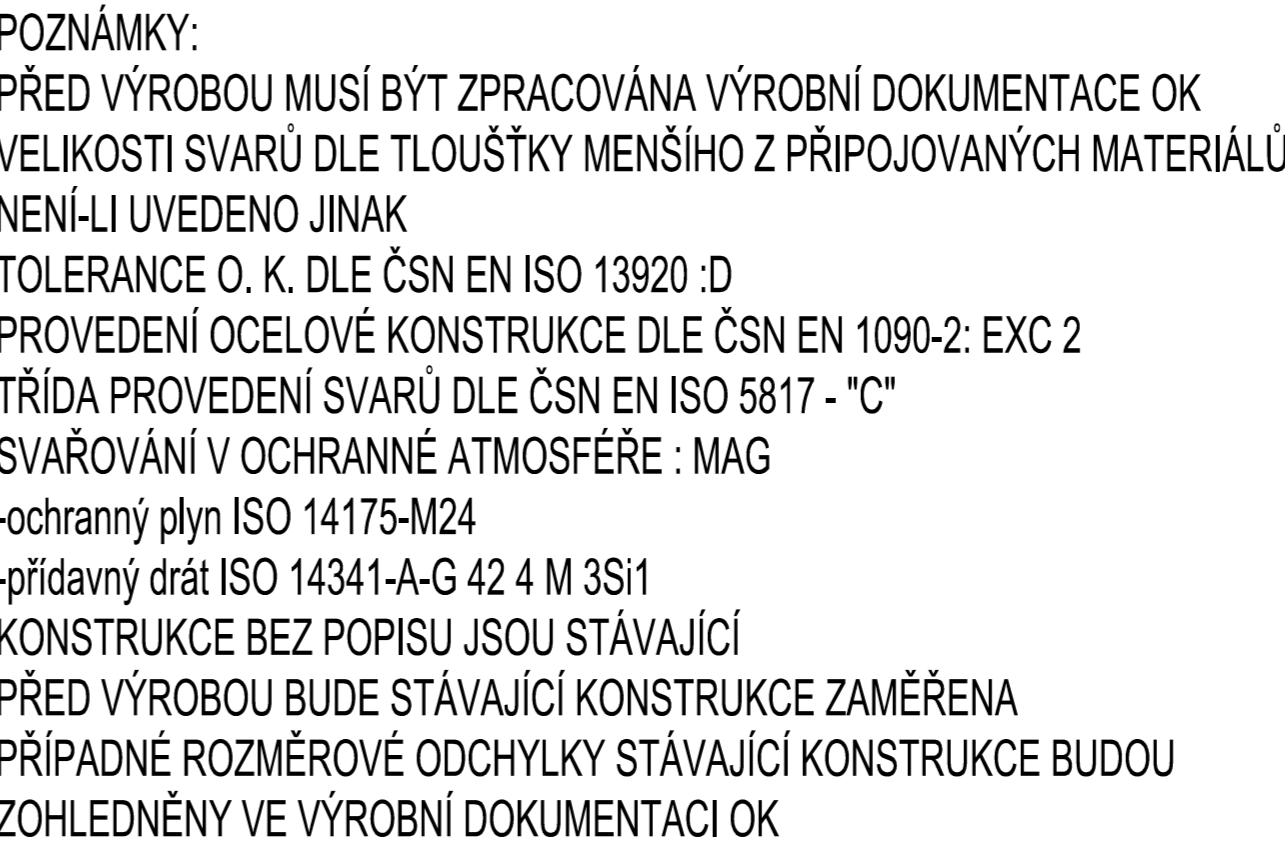 POZNÁMKY:
PŘED VÝROBOU MUSÍ BÝT ZPRACOVÁNA VÝROBNÍ DOKUMENTACE OK
VELIKOSTI SVARŮ DLE TLOUŠŤKY MENŠÍHO Z PŘIPOJOVANÝCH MATERIÁLŮ
NENÍ-LI UVEDENO JINAK
TOLERANCE O. K. DLE ČSN EN ISO 13920 :D
PROVEDENÍ OCELOVÉ KONSTRUKCE DLE ČSN EN 1090-2: EXC 2
TŘÍDA PROVEDENÍ SVARŮ DLE ČSN EN ISO 5817 - "C"
SVAŘOVÁNÍ V OCHRANNÉ ATMOSFÉŘE : MAG
-ochranný plyn ISO 14175-M24
-přídavný drát ISO 14341-A-G 42 4 M 3Si1
KONSTRUKCE BEZ POPISU JSOU STÁVAJÍCÍ
PŘED VÝROBOU BUDE STÁVAJÍCÍ KONSTRUKCE ZAMĚŘENA
PŘÍPADNÉ ROZMĚROVÉ ODCHYLKY STÁVAJÍCÍ KONSTRUKCE BUDOU
ZOHLEDNĚNY VE VÝROBNÍ DOKUMENTACI OK